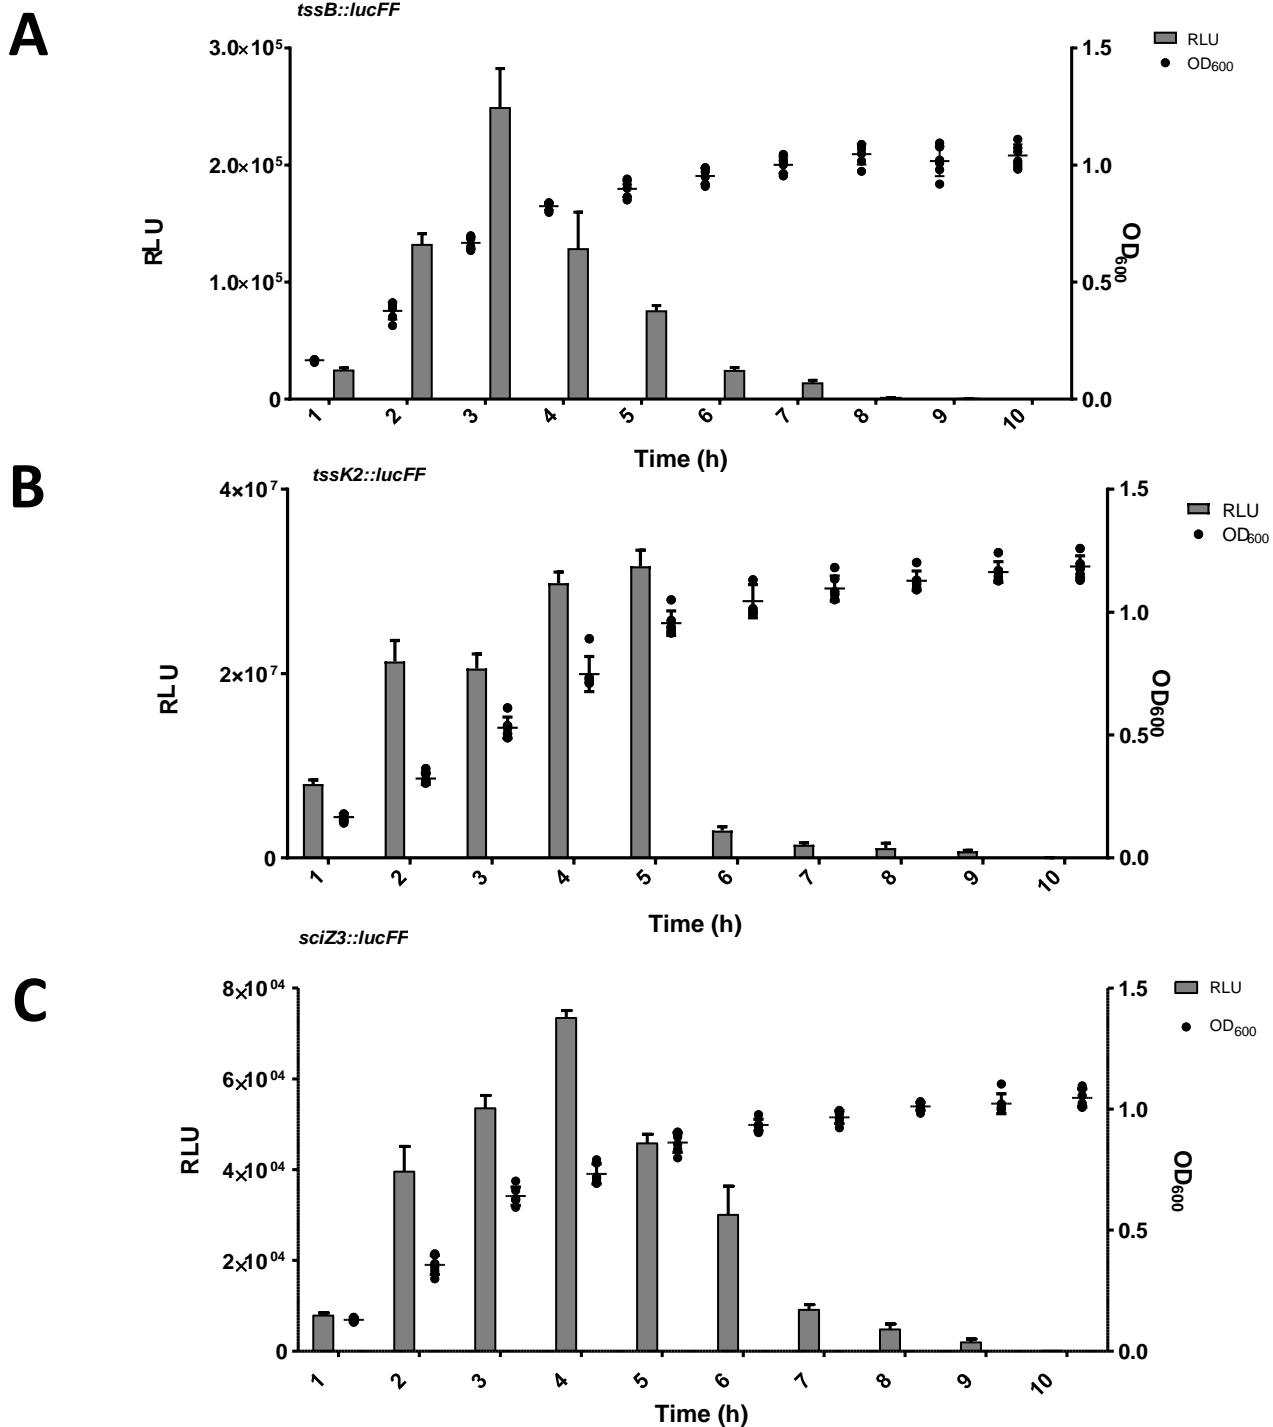 A
tssB::lucFF
RLU
OD600
3.0×10⁵
2.0×10⁵
1.0×10⁵
0
RLU
1.5
1.0
0.5
0.0
OD600
1 2 3 4 5 6 7 8 9 10
Time (h)
B
tssK2::lucFF
RLU
OD600
4×10⁷
2×10⁷
0
RLU
1.5
1.0
0.5
0.0
OD600
1 2 3 4 5 6 7 8 9 10
Time (h)
C
sciZ3::lucFF
RLU
OD600
8×10⁰⁴
6×10⁰⁴
4×10⁰⁴
2×10⁰⁴
0
RLU
1.5
1.0
0.5
0.0
OD600
1 2 3 4 5 6 7 8 9 10
Time (h)